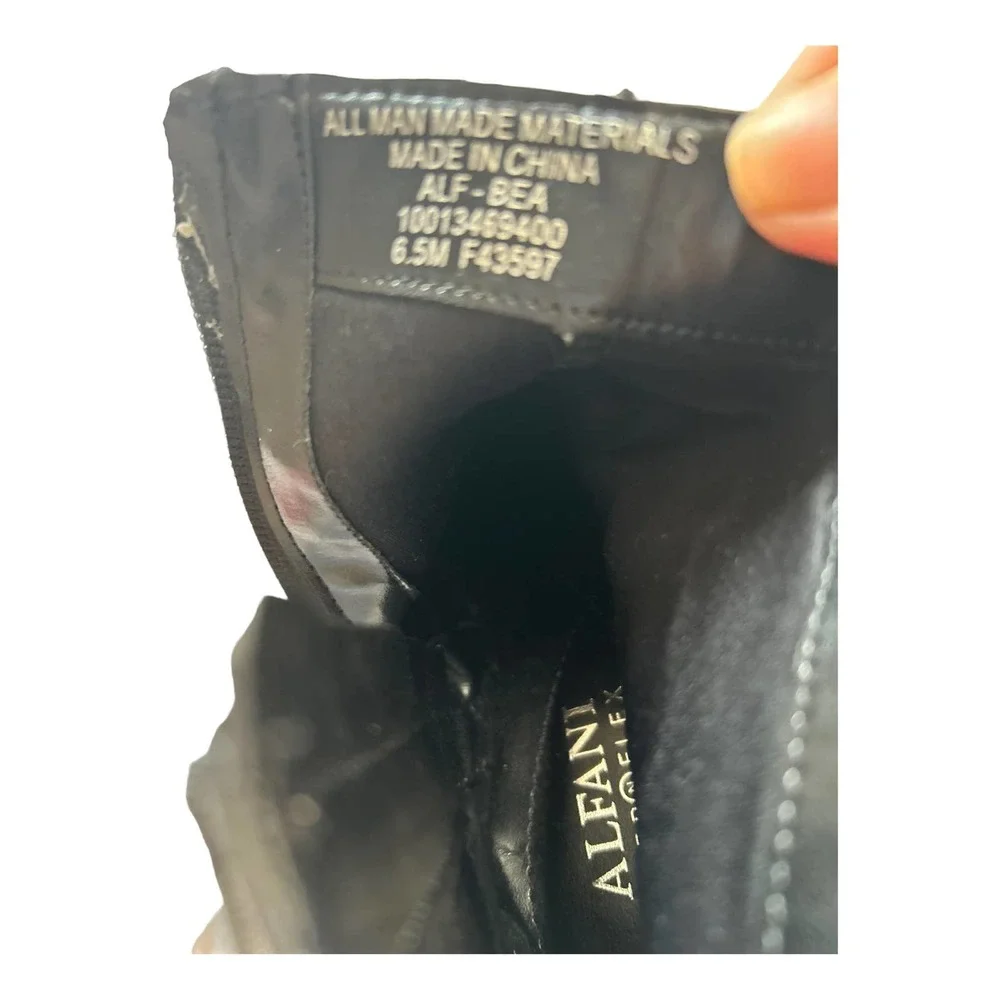 ALL MAN MADE MATERIALS
MADE IN CHINA
ALF-BEA
10013469400
6.5M F43597
ALFANI